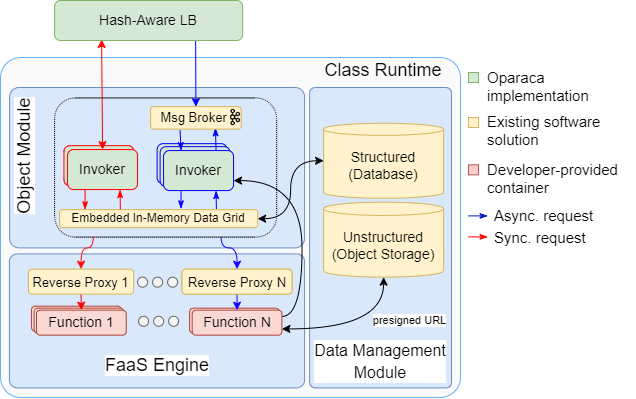 Hash-Aware LB
Class Runtime
Object Module
Msg Broker
Invoker
Invoker
Embedded In-Memory Data Grid
Structured
(Database)
Unstructured
(Object Storage)
Reverse Proxy 1
Reverse Proxy N
Function 1
Function N
presigned URL
FaaS Engine
Data Management
Module
Oparaca
implementation
Existing software
solution
Developer-provided
container
Async. request
Sync. request